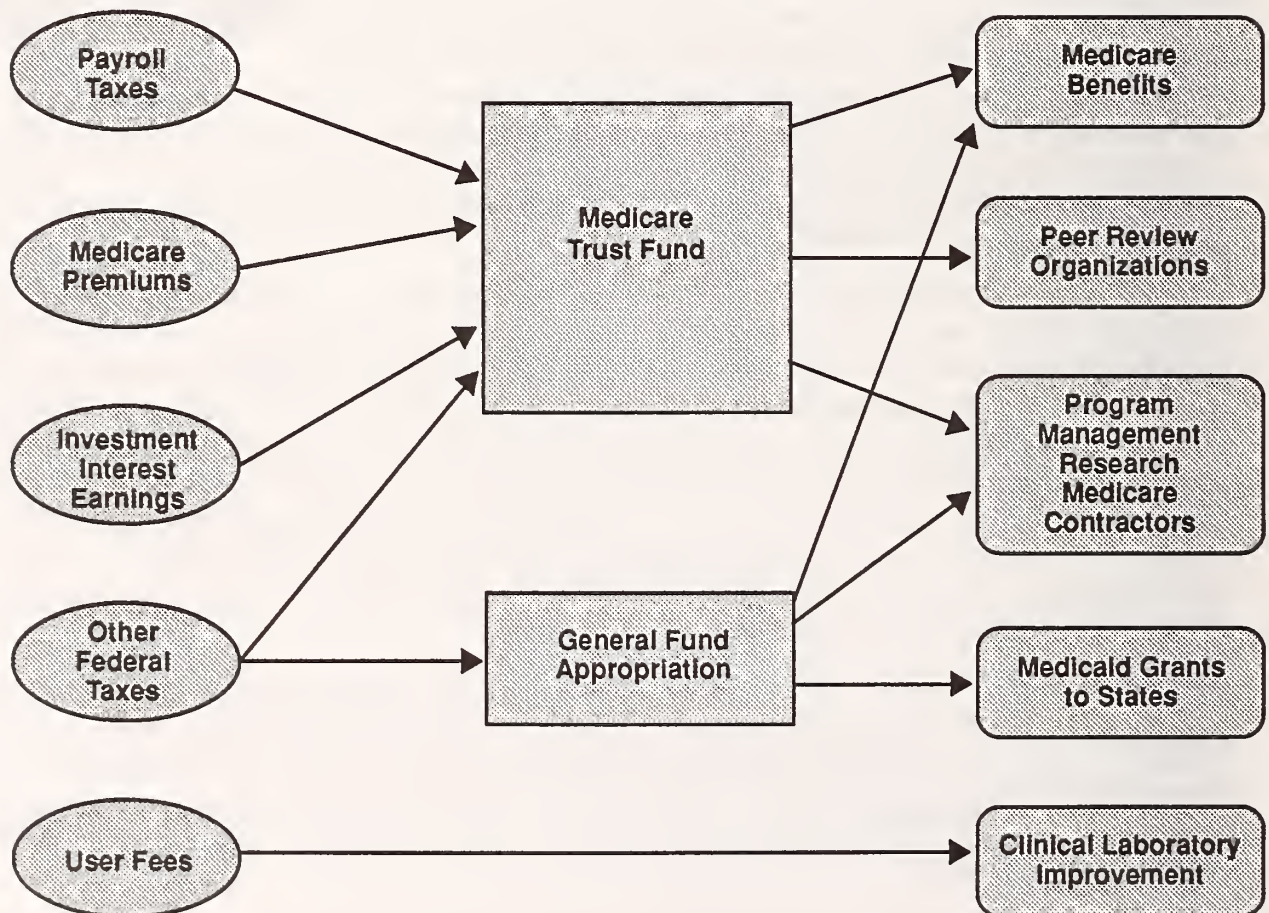 Payroll
Taxes
Medicare
Premiums
Investment
Interest
Earnings
Other
Federal
Taxes
User Fees
Medicare
Trust Fund
General Fund
Appropriation
Medicare
Benefits
Peer Review
Organizations
Program
Management
Research
Medicare
Contractors
Medicaid Grants
to States
Clinical Laboratory
Improvement